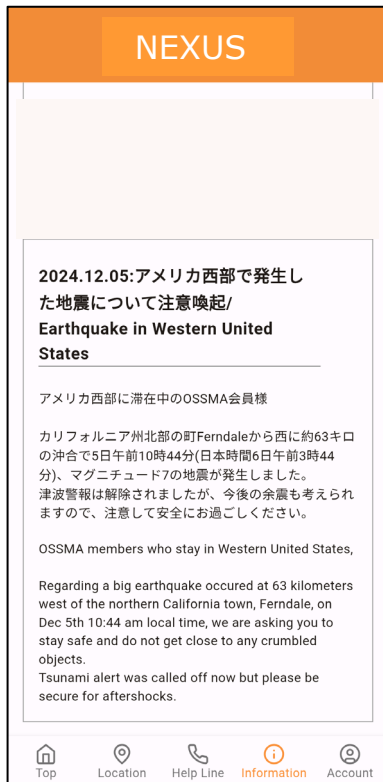 NEXUS
2024.12.05:アメリカ西部で発生し
た地震について注意喚起/
Earthquake in Western United
States
アメリカ西部に滞在中のOSSMA会員様
カリフォルニア州北部の町Ferndaleから西に約63キロ
の沖合で5日午前10時44分(日本時間6日午前3時44
分)、マグニチュード7の地震が発生しました。
津波警報は解除されましたが、今後の余震も考えられ
ますので、注意して安全にお過ごしください。
OSSMA members who stay in Western United States,
Regarding a big earthquake occured at 63 kilometers
west of the northern California town, Ferndale, on
Dec 5th 10:44 am local time, we are asking you to
stay safe and do not get close to any crumbled
objects.
Tsunami alert was called off now but please be
secure for aftershocks.
Top Location Help Line Information Account